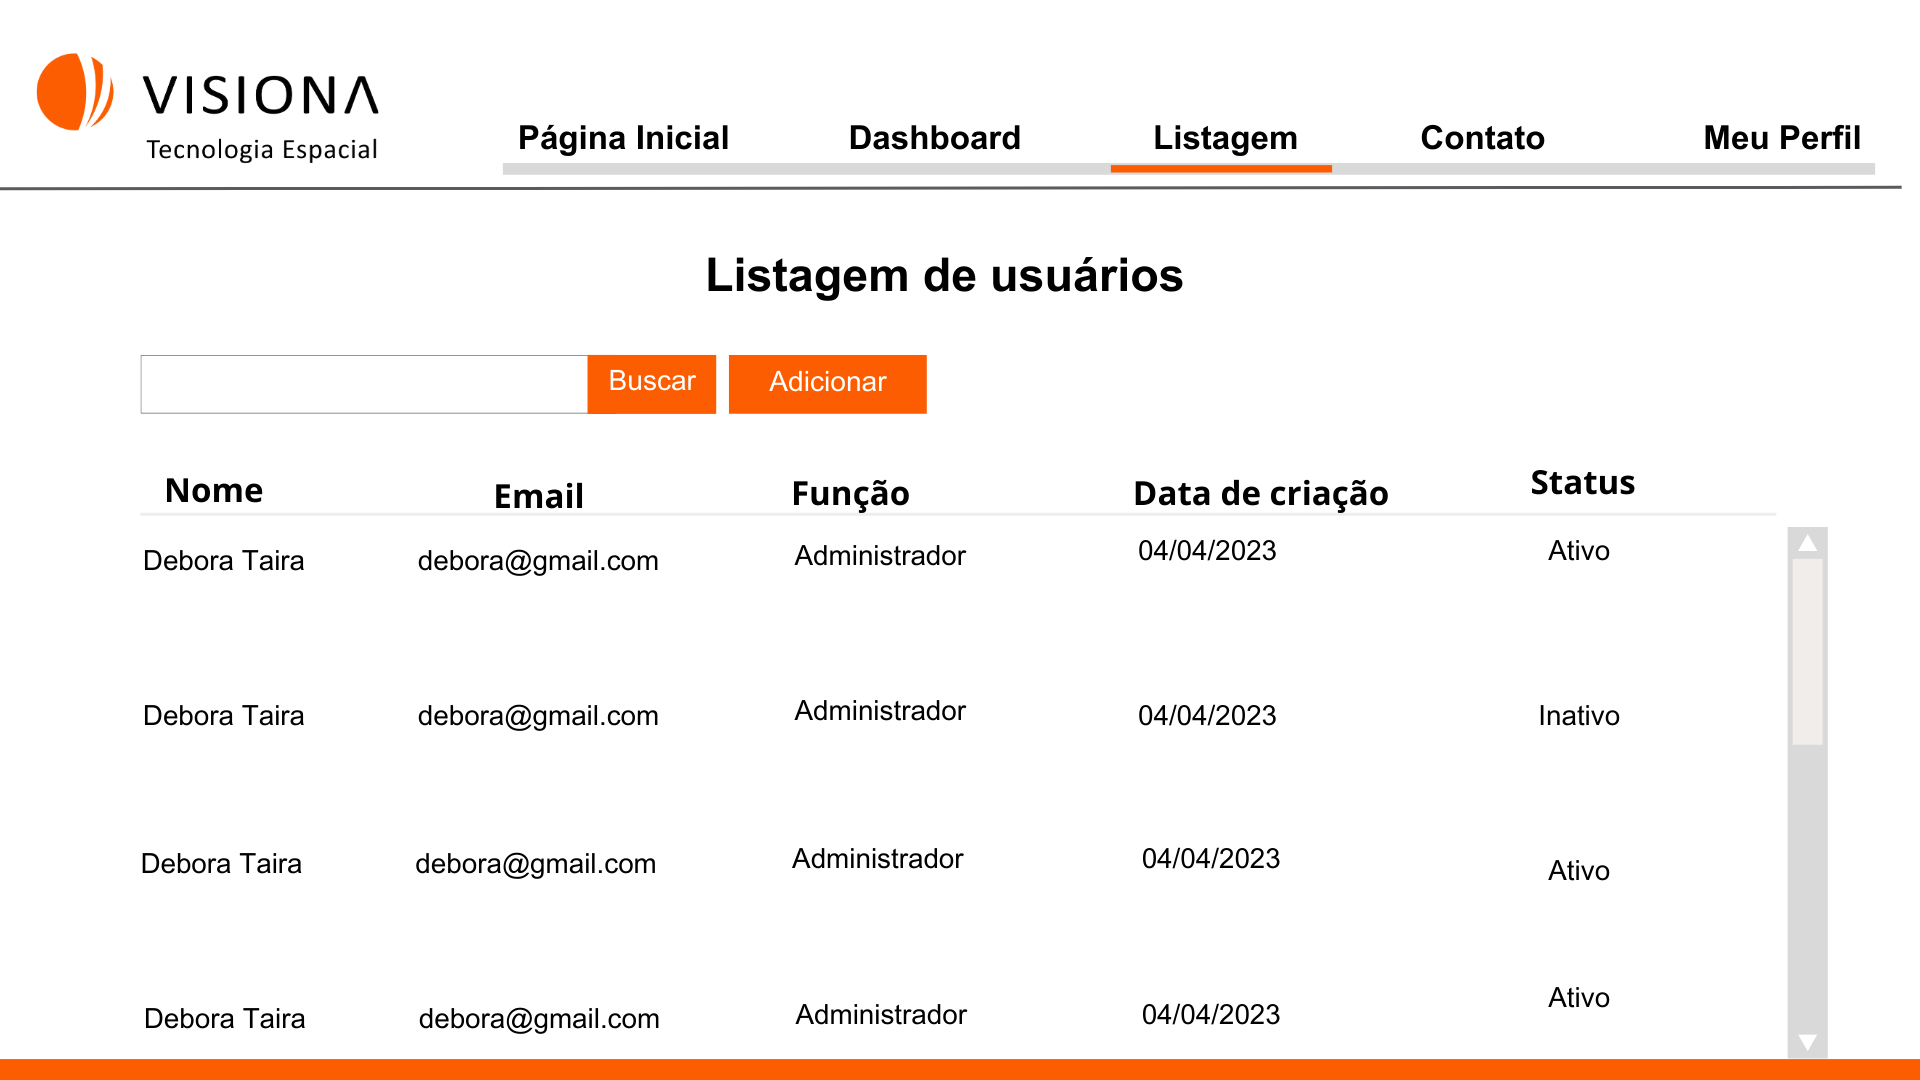 VISIONA
Tecnologia Espacial
Página Inicial Dashboard Listagem Contato Meu Perfil
Listagem de usuários
Buscar Adicionar
Nome Email Função Data de criação Status
Debora Taira debora@gmail.com Administrador 04/04/2023 Ativo
Debora Taira debora@gmail.com Administrador 04/04/2023 Inativo
Debora Taira debora@gmail.com Administrador 04/04/2023 Ativo
Debora Taira debora@gmail.com Administrador 04/04/2023 Ativo